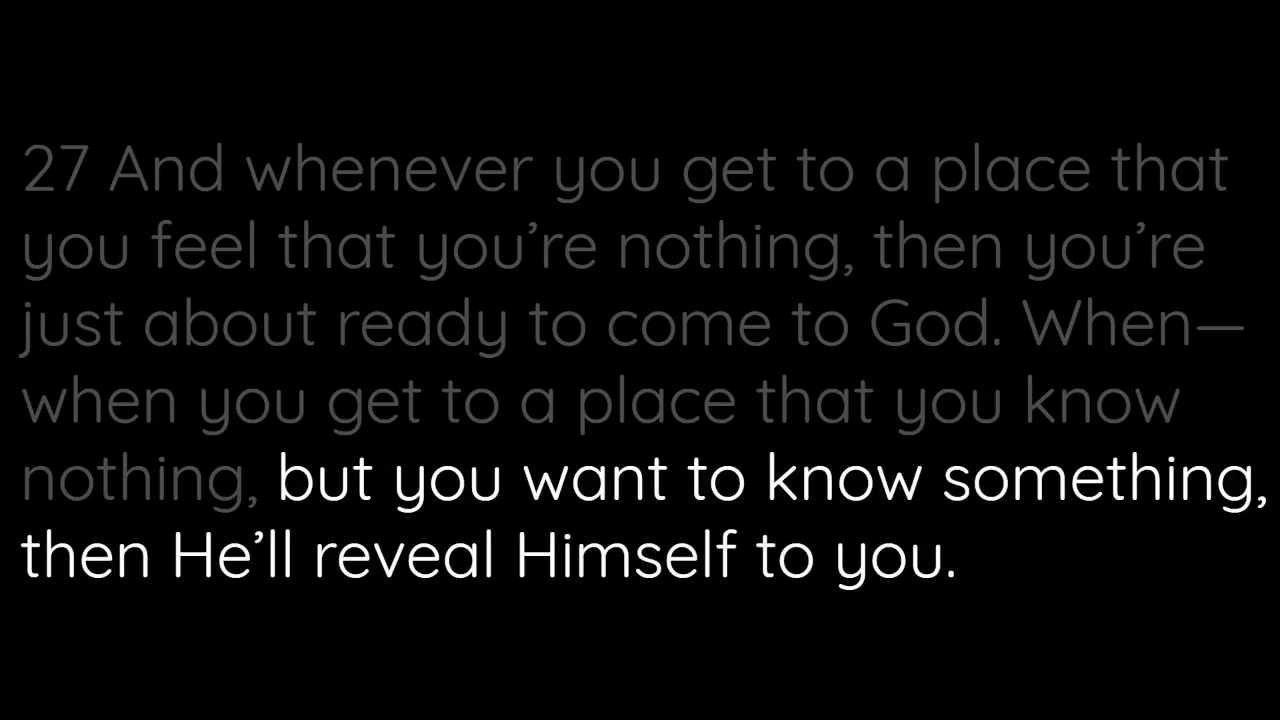 27 And whenever you get to a place that
you feel that you’re nothing, then you’re
just about ready to come to God. When—
when you get to a place that you know
nothing, but you want to know something,
then He’ll reveal Himself to you.